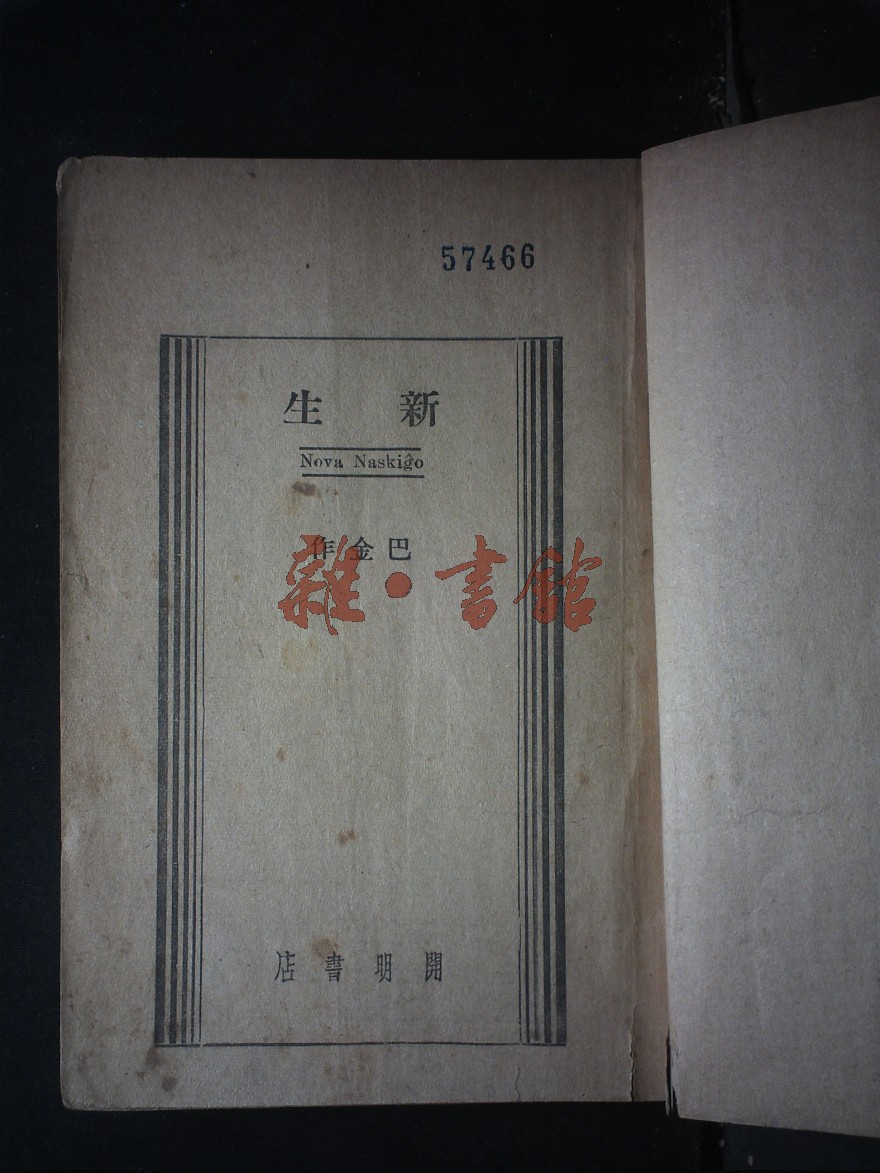 57466
新生
Nova Naskiĝo
巴金作
雜·書館
開明書店